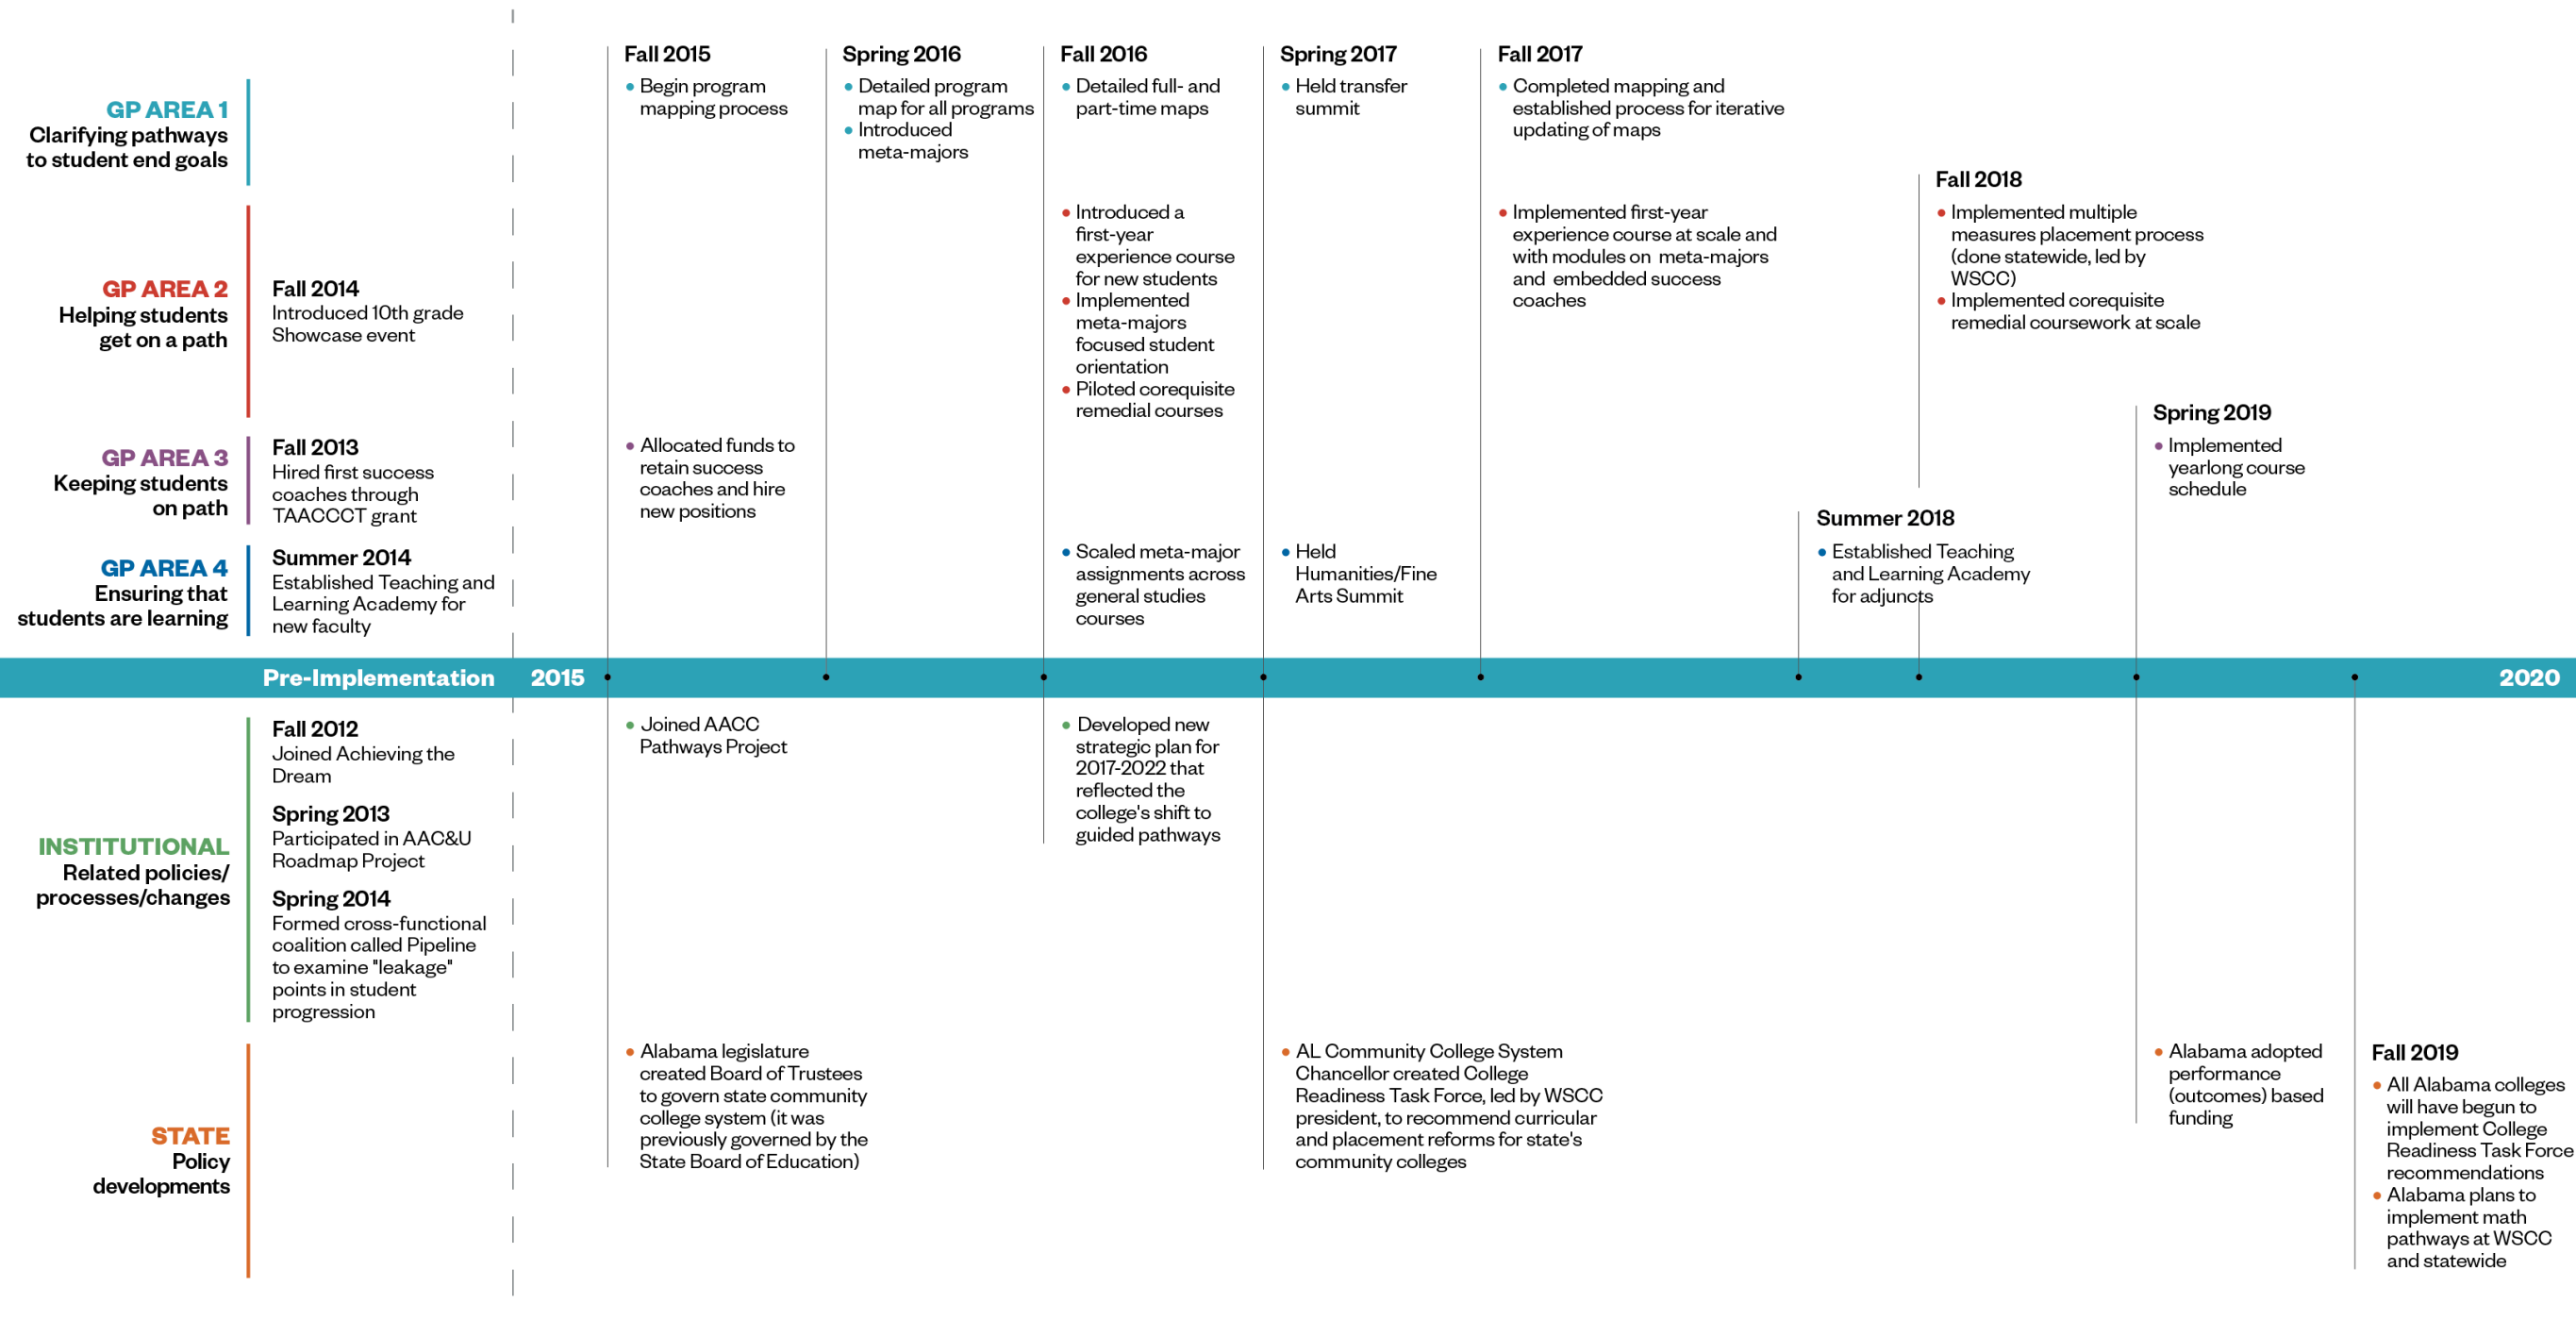 Fall 2015
Begin program
mapping process
Spring 2016
Detailed program
map for all programs
Introduced
meta-majors
Fall 2016
Detailed full- and
part-time maps
Spring 2017
Held transfer
summit
Fall 2017
Completed mapping and
established process for iterative
updating of maps
GP AREA 1
Clarifying pathways
to student end goals
GP AREA 2
Helping students
get on a path
Fall 2014
Introduced 10th grade
Showcase event
Introduced a
first-year
experience course
for new students
Implemented
meta-majors
focused student
orientation
Piloted corequisite
remedial courses
Implemented first-year
experience course at scale and
with modules on meta-majors
and embedded success
coaches
Fall 2018
Implemented multiple
measures placement process
(done statewide, led by
WSCC)
Implemented corequisite
remedial coursework at scale
GP AREA 3
Keeping students
on path
Fall 2013
Hired first success
coaches through
TAACCCT grant
Allocated funds to
retain success
coaches and hire
new positions
Spring 2019
Implemented
yearlong course
schedule
GP AREA 4
Ensuring that
students are learning
Summer 2014
Established Teaching and
Learning Academy for
new faculty
Scaled meta-major
assignments across
general studies
courses
Held
Humanities/Fine
Arts Summit
Summer 2018
Established Teaching
and Learning Academy
for adjuncts
Pre-Implementation
2015
2020
INSTITUTIONAL
Related policies/
processes/changes
Fall 2012
Joined Achieving the
Dream
Spring 2013
Participated in AAC&U
Roadmap Project
Spring 2014
Formed cross-functional
coalition called Pipeline
to examine "leakage"
points in student
progression
Joined AACC
Pathways Project
Developed new
strategic plan for
2017-2022 that
reflected the
college's shift to
guided pathways
STATE
Policy
developments
Alabama legislature
created Board of Trustees
to govern state community
college system (it was
previously governed by the
State Board of Education)
AL Community College System
Chancellor created College
Readiness Task Force, led by WSCC
president, to recommend curricular
and placement reforms for state's
community colleges
Alabama adopted
performance
(outcomes) based
funding
Fall 2019
All Alabama colleges
will have begun to
implement College
Readiness Task Force
recommendations
Alabama plans to
implement math
pathways at WSCC
and statewide